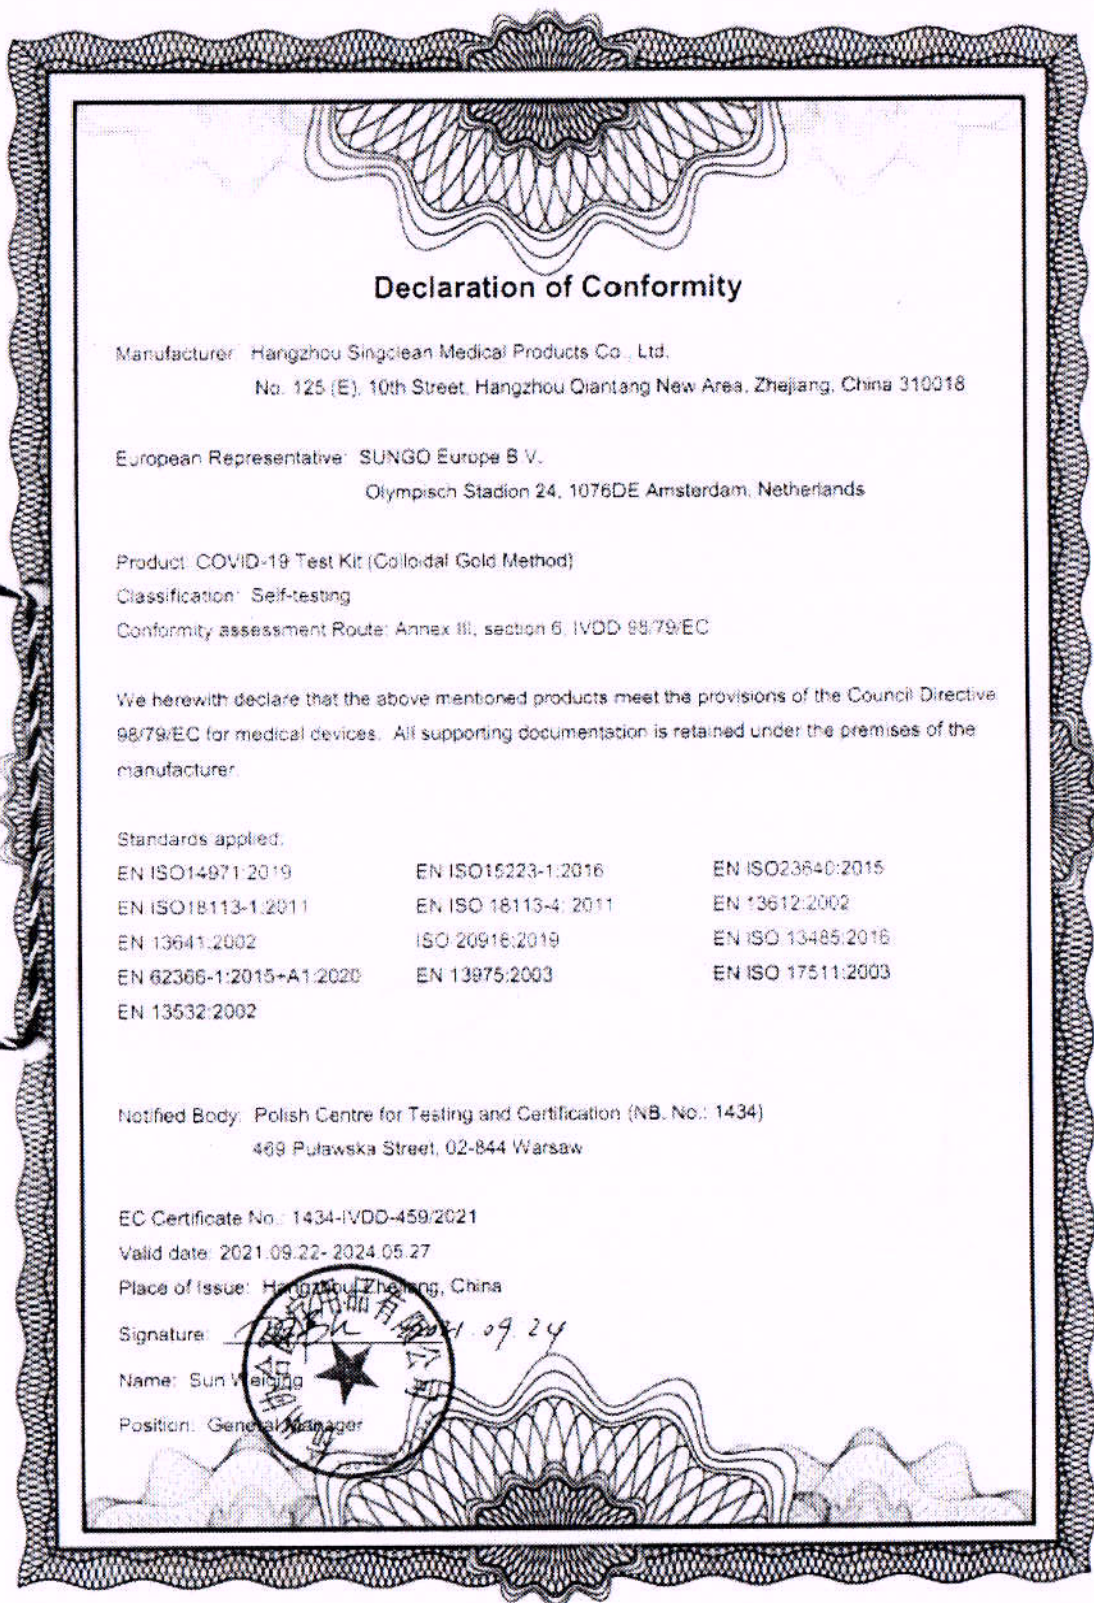 Declaration of Conformity
Manufacturer: Hangzhou Singclean Medical Products Co., Ltd.
No. 125 (E), 10th Street, Hangzhou Qiantang New Area, Zhejiang, China 310018
European Representative: SUNGO Europe B.V.
Olympisch Stadion 24, 1076DE Amsterdam, Netherlands
Product: COVID-19 Test Kit (Colloidal Gold Method)
Classification: Self-testing
Conformity assessment Route: Annex III, section 6, IVDD 98/79/EC
We herewith declare that the above mentioned products meet the provisions of the Council Directive
98/79/EC for medical devices. All supporting documentation is retained under the premises of the
manufacturer.
Standards applied:
EN ISO14971:2019 EN ISO15223-1:2016 EN ISO23640:2015
EN ISO18113-1:2011 EN ISO 18113-4: 2011 EN 13612:2002
EN 13641:2002 ISO 20916:2019 EN ISO 13485:2016
EN 62366-1:2015+A1:2020 EN 13975:2003 EN ISO 17511:2003
EN 13532:2002
Notified Body: Polish Centre for Testing and Certification (NB. No.: 1434)
469 Puławska Street, 02-844 Warsaw
EC Certificate No.: 1434-IVDD-459/2021
Valid date: 2021.09.22- 2024.05.27
Place of Issue: Hangzhou, Zhejiang, China
Signature: 2021.09.24
Name: Sun Weiqing
Position: General Manager
用品有限公司